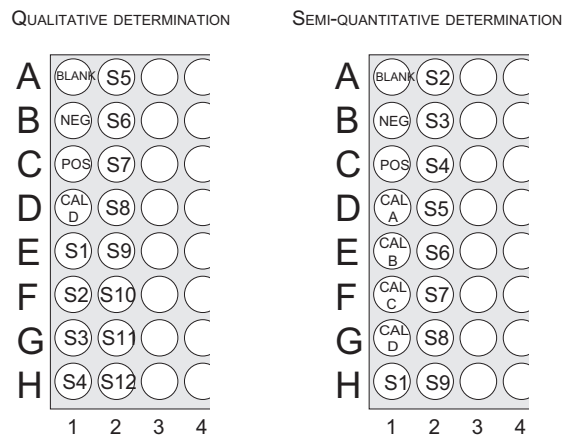 QUALITATIVE DETERMINATION
A BLANK S5
B NEG S6
C POS S7
D CAL D S8
E S1 S9
F S2 S10
G S3 S11
H S4 S12
1 2 3 4
SEMI-QUANTITATIVE DETERMINATION
A BLANK S2
B NEG S3
C POS S4
D CAL A S5
E CAL B S6
F CAL C S7
G CAL D S8
H S1 S9
1 2 3 4